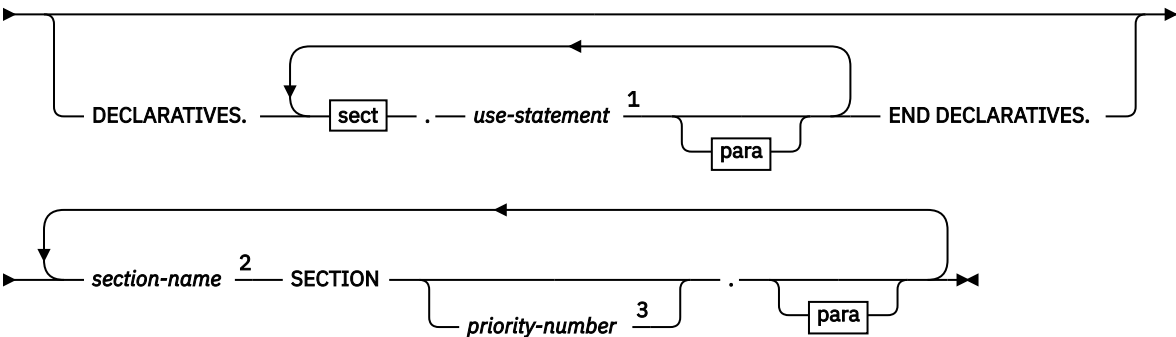 DECLARATIVES. sect . use-statement 1 para END DECLARATIVES.
section-name 2 SECTION priority-number 3 . para